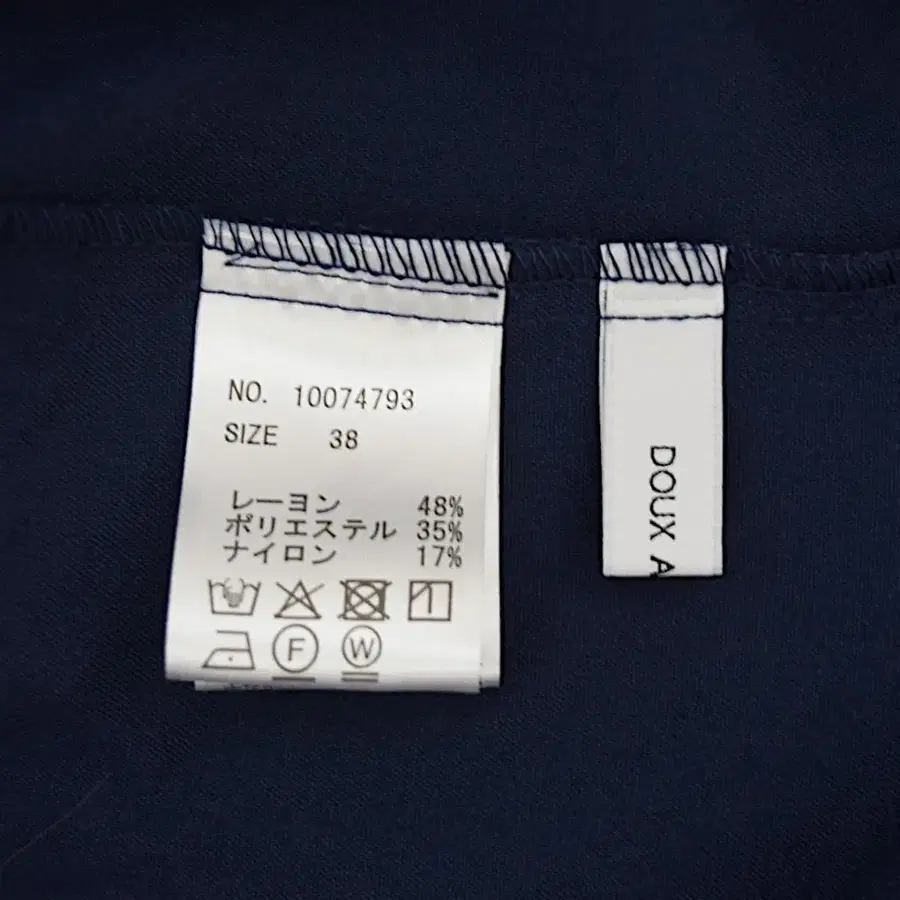 NO. 10074793
SIZE 38
レーヨン 48%
ポリエステル 35%
ナイロン 17%
F W
DOUX A